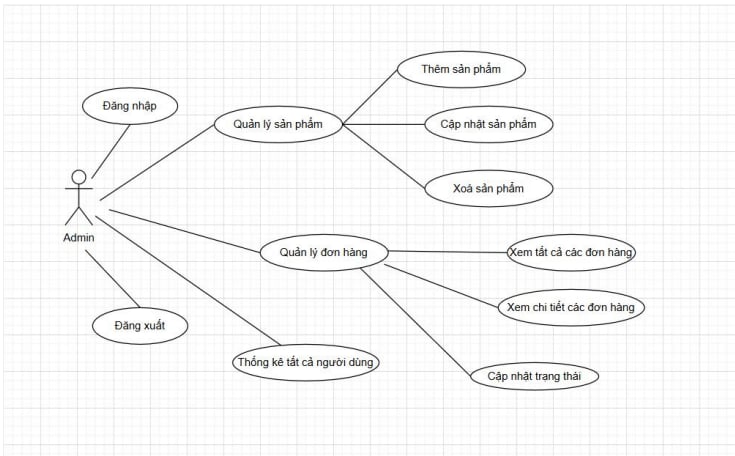 Thêm sản phẩm
Đăng nhập
Quản lý sản phẩm
Cập nhật sản phẩm
Xoá sản phẩm
Admin
Quản lý đơn hàng
Xem tất cả các đơn hàng
Xem chi tiết các đơn hàng
Đăng xuất
Thống kê tất cả người dùng
Cập nhật trạng thái